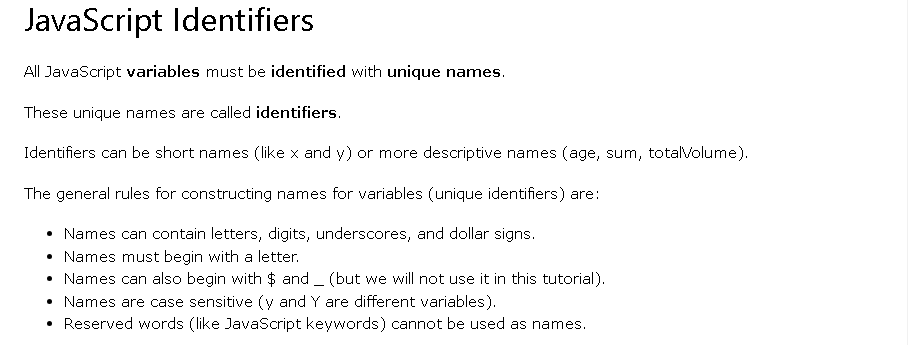 JavaScript Identifiers
All JavaScript variables must be identified with unique names.
These unique names are called identifiers.
Identifiers can be short names (like x and y) or more descriptive names (age, sum, totalVolume).
The general rules for constructing names for variables (unique identifiers) are:
• Names can contain letters, digits, underscores, and dollar signs.
• Names must begin with a letter.
• Names can also begin with $ and _ (but we will not use it in this tutorial).
• Names are case sensitive (y and Y are different variables).
• Reserved words (like JavaScript keywords) cannot be used as names.